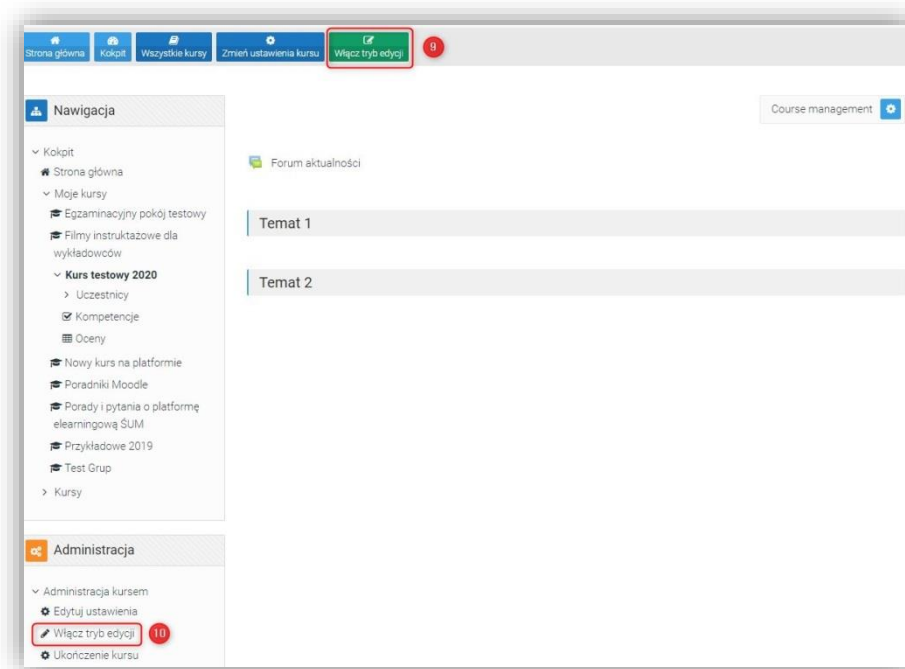 Strona główna
Kokpit
Wszystkie kursy
Zmień ustawienia kursu
Włącz tryb edycji
9
Nawigacja
Course management
Kokpit
Strona główna
Moje kursy
Egzaminacyjny pokój testowy
Filmy instruktażowe dla
wykładowców
Kurs testowy 2020
Uczestnicy
Kompetencje
Oceny
Nowy kurs na platformie
Poradniki Moodle
Porady i pytania o platformę
elearningową ŚUM
Przykładowe 2019
Test Grup
Kursy
Forum aktualności
Temat 1
Temat 2
Administracja
Administracja kursem
Edytuj ustawienia
Włącz tryb edycji
10
Ukończenie kursu